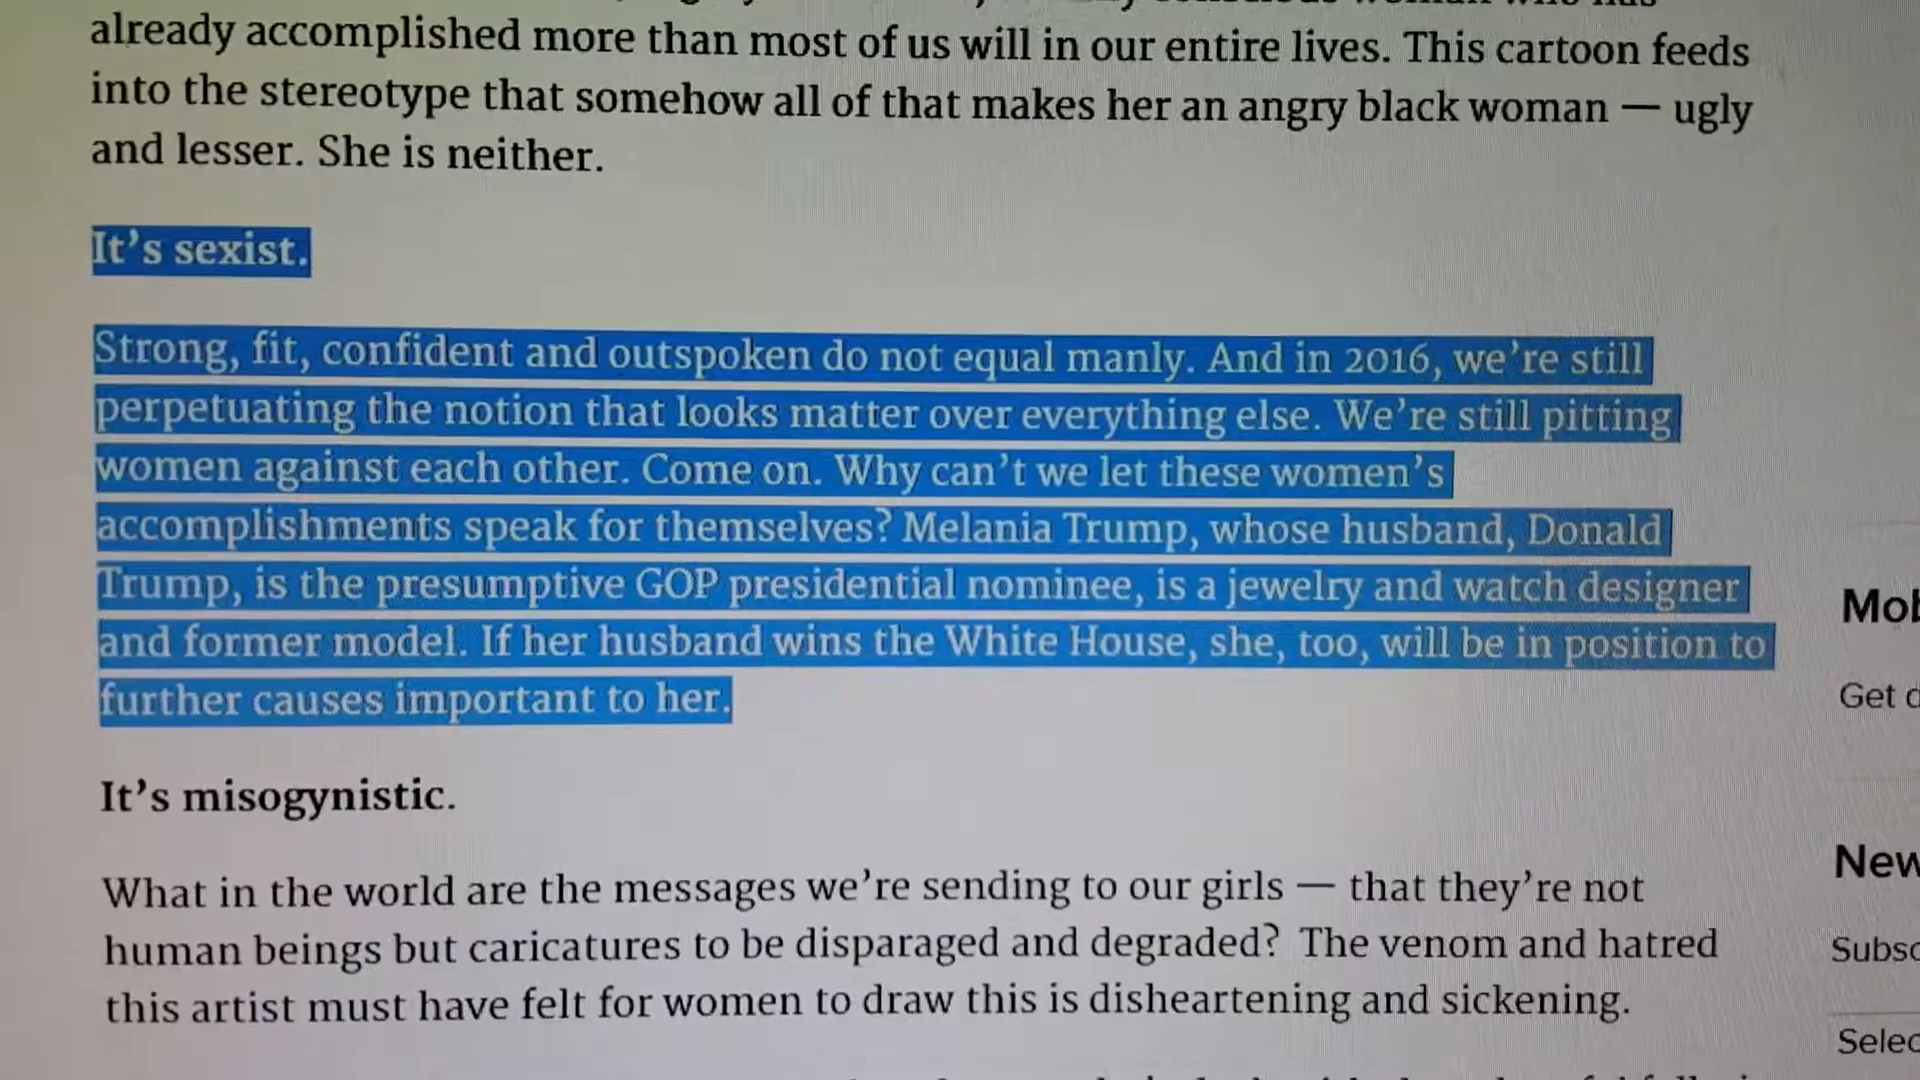 already accomplished more than most of us will in our entire lives. This cartoon feeds
into the stereotype that somehow all of that makes her an angry black woman — ugly
and lesser. She is neither.
It’s sexist.
Strong, fit, confident and outspoken do not equal manly. And in 2016, we’re still
perpetuating the notion that looks matter over everything else. We’re still pitting
women against each other. Come on. Why can’t we let these women’s
accomplishments speak for themselves? Melania Trump, whose husband, Donald
Trump, is the presumptive GOP presidential nominee, is a jewelry and watch designer
and former model. If her husband wins the White House, she, too, will be in position to
further causes important to her.
It’s misogynistic.
What in the world are the messages we’re sending to our girls — that they’re not
human beings but caricatures to be disparaged and degraded? The venom and hatred
this artist must have felt for women to draw this is disheartening and sickening.
Get